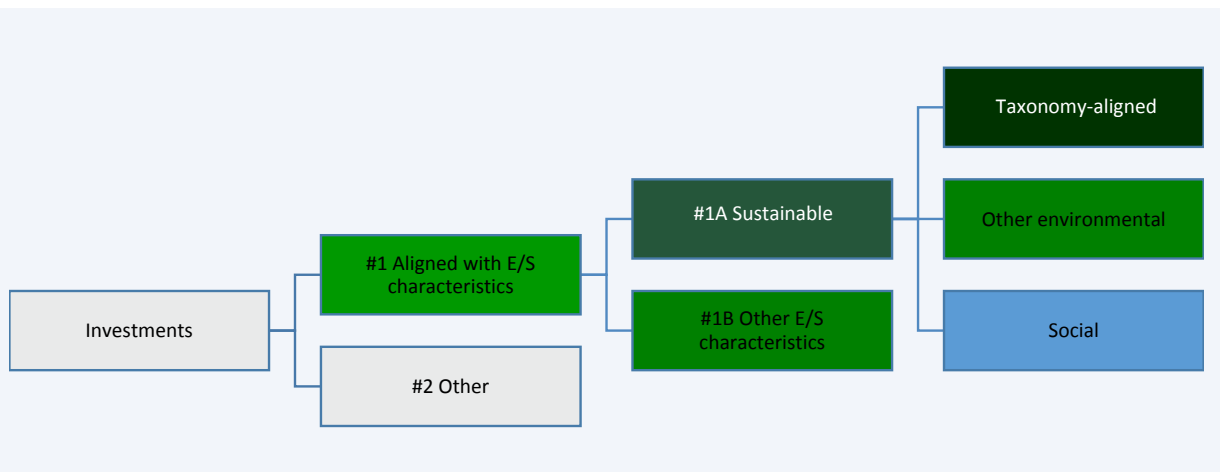 Investments
#1 Aligned with E/S
characteristics
#2 Other
#1A Sustainable
#1B Other E/S
characteristics
Taxonomy-aligned
Other environmental
Social